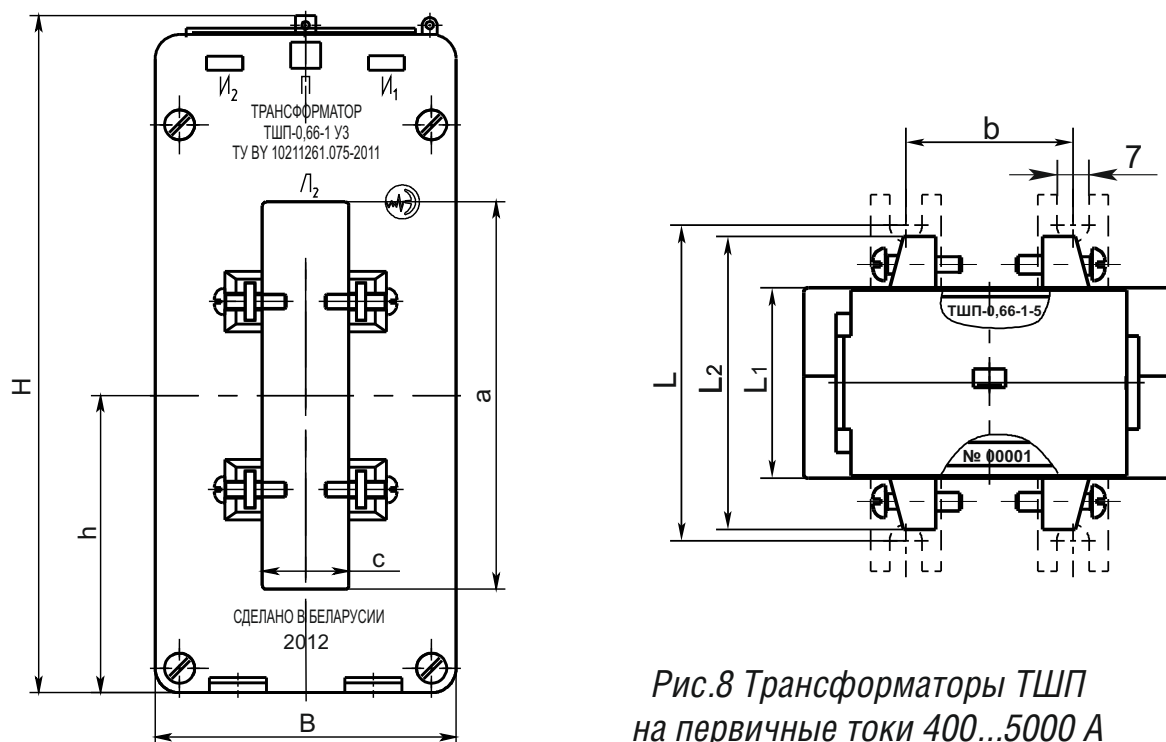 И₂ П И₁
ТРАНСФОРМАТОР
ТШП-0,66-1 У3
ТУ BY 10211261.075-2011
Л₂
H
h
a
c
СДЕЛАНО В БЕЛАРУСИИ
2012
B
b
7
L
L2
L1
ТШП-0,66-1-5
№ 00001
Рис.8 Трансформаторы ТШП
на первичные токи 400...5000 А